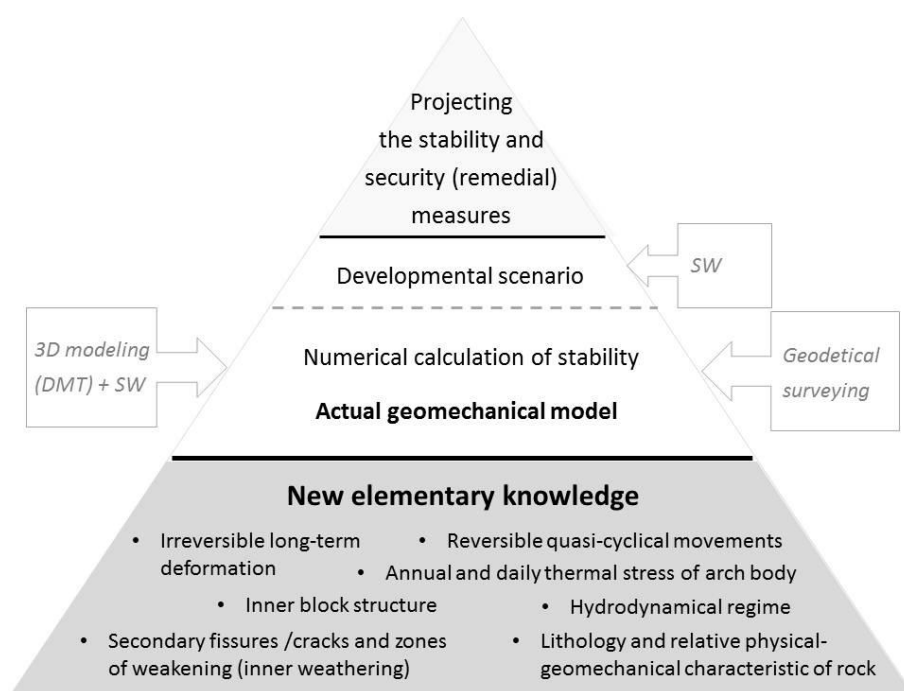 Projecting
the stability and
security (remedial)
measures
Developmental scenario
SW
3D modeling
(DMT) + SW
Numerical calculation of stability
Actual geomechanical model
Geodetical
surveying
New elementary knowledge
• Irreversible long-term
deformation
• Reversible quasi-cyclical movements
• Annual and daily thermal stress of arch body
• Inner block structure
• Hydrodynamical regime
• Secondary fissures /cracks and zones
of weakening (inner weathering)
• Lithology and relative physical-
geomechanical characteristic of rock